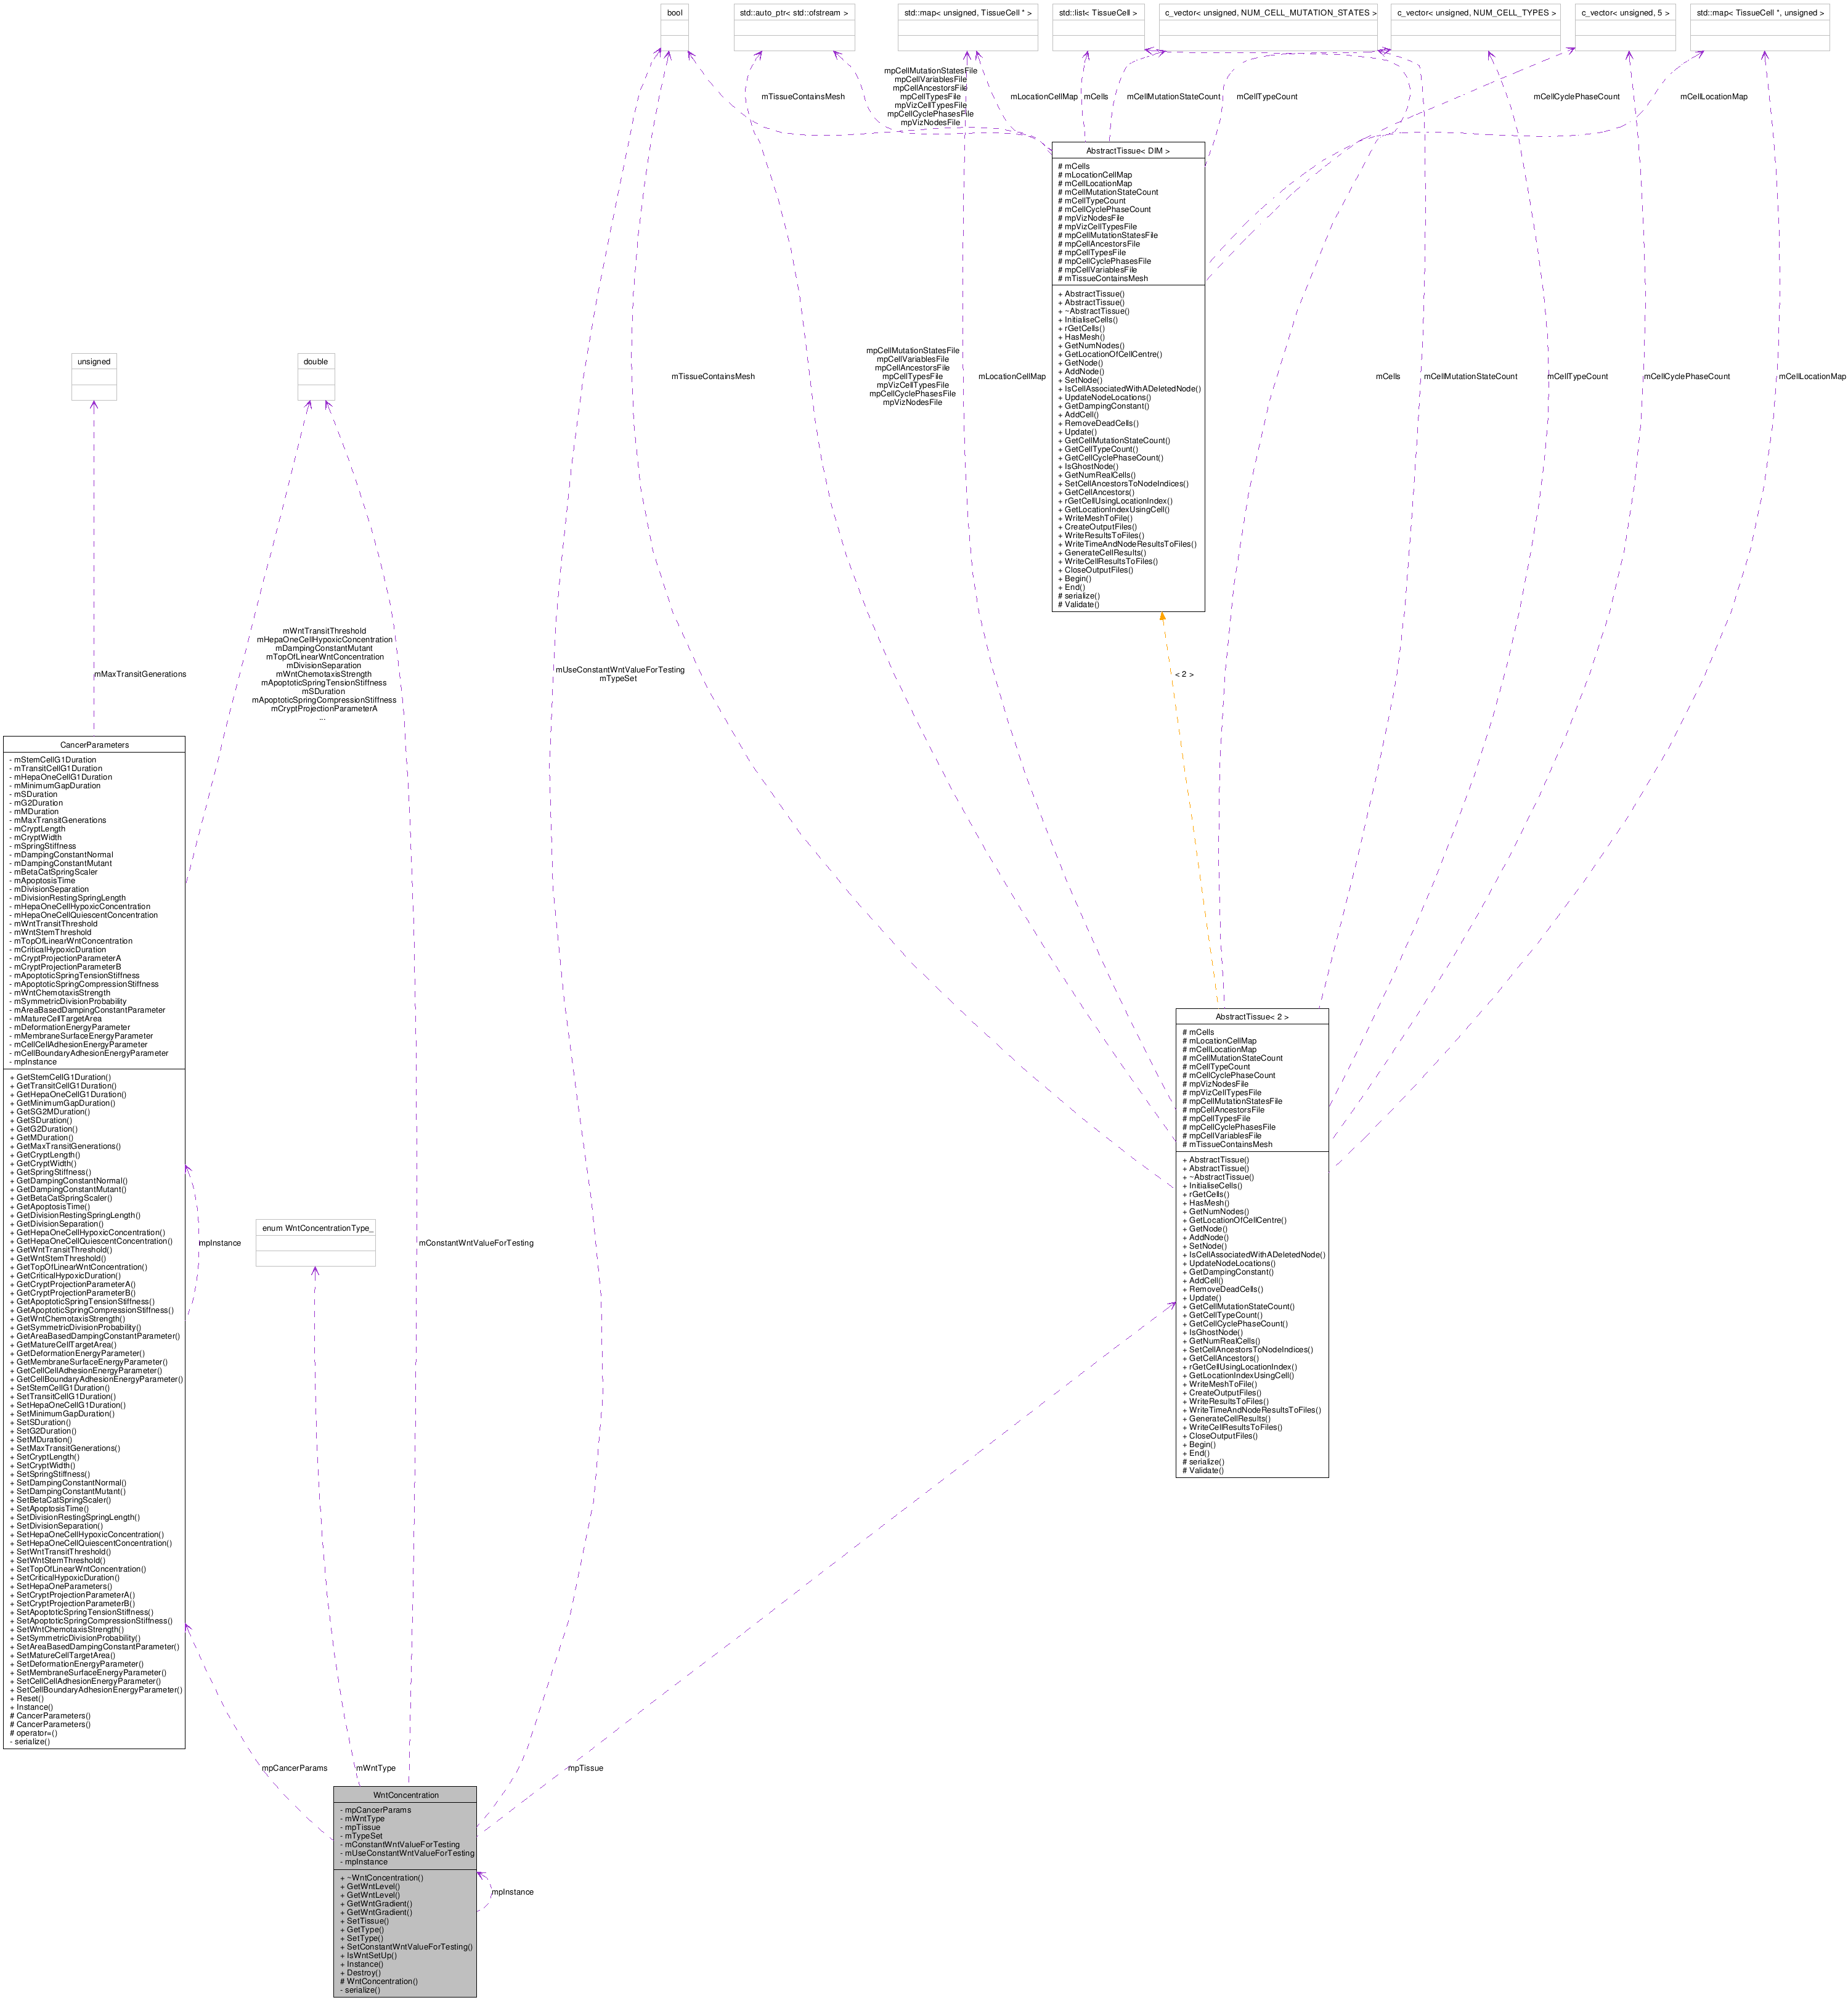 bool
std::auto_ptr< std::ofstream >
std::map< unsigned, TissueCell * >
std::list< TissueCell >
c_vector< unsigned, NUM_CELL_MUTATION_STATES >
c_vector< unsigned, NUM_CELL_TYPES >
c_vector< unsigned, 5 >
std::map< TissueCell *, unsigned >
mTissueContainsMesh
mpCellMutationStatesFile
mpCellVariablesFile
mpCellAncestorsFile
mpCellTypesFile
mpVizCellTypesFile
mpCellCyclePhasesFile
mpVizNodesFile
mLocationCellMap
mCells
mCellMutationStateCount
mCellTypeCount
mCellCyclePhaseCount
mCellLocationMap
AbstractTissue< DIM >
# mCells
# mLocationCellMap
# mCellLocationMap
# mCellMutationStateCount
# mCellTypeCount
# mCellCyclePhaseCount
# mpVizNodesFile
# mpVizCellTypesFile
# mpCellMutationStatesFile
# mpCellAncestorsFile
# mpCellTypesFile
# mpCellCyclePhasesFile
# mpCellVariablesFile
# mTissueContainsMesh
+ AbstractTissue()
+ AbstractTissue()
+ ~AbstractTissue()
+ InitialiseCells()
+ rGetCells()
+ HasMesh()
+ GetNumNodes()
+ GetLocationOfCellCentre()
+ GetNode()
+ AddNode()
+ SetNode()
+ IsCellAssociatedWithADeletedNode()
+ UpdateNodeLocations()
+ GetDampingConstant()
+ AddCell()
+ RemoveDeadCells()
+ Update()
+ GetCellMutationStateCount()
+ GetCellTypeCount()
+ GetCellCyclePhaseCount()
+ IsGhostNode()
+ GetNumRealCells()
+ SetCellAncestorsToNodeIndices()
+ GetCellAncestors()
+ rGetCellUsingLocationIndex()
+ GetLocationIndexUsingCell()
+ WriteMeshToFile()
+ CreateOutputFiles()
+ WriteResultsToFiles()
+ WriteTimeAndNodeResultsToFiles()
+ GenerateCellResults()
+ WriteCellResultsToFiles()
+ CloseOutputFiles()
+ Begin()
+ End()
# serialize()
# Validate()
unsigned
double
mTissueContainsMesh
mpCellMutationStatesFile
mpCellVariablesFile
mpCellAncestorsFile
mpCellTypesFile
mpVizCellTypesFile
mpCellCyclePhasesFile
mpVizNodesFile
mLocationCellMap
mCells
mCellMutationStateCount
mCellTypeCount
mCellCyclePhaseCount
mCellLocationMap
mMaxTransitGenerations
mWntTransitThreshold
mHepaOneCellHypoxicConcentration
mDampingConstantMutant
mTopOfLinearWntConcentration
mDivisionSeparation
mWntChemotaxisStrength
mApoptoticSpringTensionStiffness
mSDuration
mApoptoticSpringCompressionStiffness
mCryptProjectionParameterA
...
mUseConstantWntValueForTesting
mTypeSet
< 2 >
CancerParameters
- mStemCellG1Duration
- mTransitCellG1Duration
- mHepaOneCellG1Duration
- mMinimumGapDuration
- mSDuration
- mG2Duration
- mMDuration
- mMaxTransitGenerations
- mCryptLength
- mCryptWidth
- mSpringStiffness
- mDampingConstantNormal
- mDampingConstantMutant
- mBetaCatSpringScaler
- mApoptosisTime
- mDivisionSeparation
- mDivisionRestingSpringLength
- mHepaOneCellHypoxicConcentration
- mHepaOneCellQuiescentConcentration
- mWntTransitThreshold
- mWntStemThreshold
- mTopOfLinearWntConcentration
- mCriticalHypoxicDuration
- mCryptProjectionParameterA
- mCryptProjectionParameterB
- mApoptoticSpringTensionStiffness
- mApoptoticSpringCompressionStiffness
- mWntChemotaxisStrength
- mSymmetricDivisionProbability
- mAreaBasedDampingConstantParameter
- mMatureCellTargetArea
- mDeformationEnergyParameter
- mMembraneSurfaceEnergyParameter
- mCellCellAdhesionEnergyParameter
- mCellBoundaryAdhesionEnergyParameter
- mpInstance
+ GetStemCellG1Duration()
+ GetTransitCellG1Duration()
+ GetHepaOneCellG1Duration()
+ GetMinimumGapDuration()
+ GetSG2MDuration()
+ GetSDuration()
+ GetG2Duration()
+ GetMDuration()
+ GetMaxTransitGenerations()
+ GetCryptLength()
+ GetCryptWidth()
+ GetSpringStiffness()
+ GetDampingConstantNormal()
+ GetDampingConstantMutant()
+ GetBetaCatSpringScaler()
+ GetApoptosisTime()
+ GetDivisionRestingSpringLength()
+ GetDivisionSeparation()
+ GetHepaOneCellHypoxicConcentration()
+ GetHepaOneCellQuiescentConcentration()
+ GetWntTransitThreshold()
+ GetWntStemThreshold()
+ GetTopOfLinearWntConcentration()
+ GetCriticalHypoxicDuration()
+ GetCryptProjectionParameterA()
+ GetCryptProjectionParameterB()
+ GetApoptoticSpringTensionStiffness()
+ GetApoptoticSpringCompressionStiffness()
+ GetWntChemotaxisStrength()
+ GetSymmetricDivisionProbability()
+ GetAreaBasedDampingConstantParameter()
+ GetMatureCellTargetArea()
+ GetDeformationEnergyParameter()
+ GetMembraneSurfaceEnergyParameter()
+ GetCellCellAdhesionEnergyParameter()
+ GetCellBoundaryAdhesionEnergyParameter()
+ SetStemCellG1Duration()
+ SetTransitCellG1Duration()
+ SetHepaOneCellG1Duration()
+ SetMinimumGapDuration()
+ SetSDuration()
+ SetG2Duration()
+ SetMDuration()
+ SetMaxTransitGenerations()
+ SetCryptLength()
+ SetCryptWidth()
+ SetSpringStiffness()
+ SetDampingConstantNormal()
+ SetDampingConstantMutant()
+ SetBetaCatSpringScaler()
+ SetApoptosisTime()
+ SetDivisionRestingSpringLength()
+ SetDivisionSeparation()
+ SetHepaOneCellHypoxicConcentration()
+ SetHepaOneCellQuiescentConcentration()
+ SetWntTransitThreshold()
+ SetWntStemThreshold()
+ SetTopOfLinearWntConcentration()
+ SetCriticalHypoxicDuration()
+ SetHepaOneParameters()
+ SetCryptProjectionParameterA()
+ SetCryptProjectionParameterB()
+ SetApoptoticSpringTensionStiffness()
+ SetApoptoticSpringCompressionStiffness()
+ SetWntChemotaxisStrength()
+ SetSymmetricDivisionProbability()
+ SetAreaBasedDampingConstantParameter()
+ SetMatureCellTargetArea()
+ SetDeformationEnergyParameter()
+ SetMembraneSurfaceEnergyParameter()
+ SetCellCellAdhesionEnergyParameter()
+ SetCellBoundaryAdhesionEnergyParameter()
+ Reset()
+ Instance()
# CancerParameters()
# CancerParameters()
# operator=()
- serialize()
mpInstance
enum WntConcentrationType_
mConstantWntValueForTesting
AbstractTissue< 2 >
# mCells
# mLocationCellMap
# mCellLocationMap
# mCellMutationStateCount
# mCellTypeCount
# mCellCyclePhaseCount
# mpVizNodesFile
# mpVizCellTypesFile
# mpCellMutationStatesFile
# mpCellAncestorsFile
# mpCellTypesFile
# mpCellCyclePhasesFile
# mpCellVariablesFile
# mTissueContainsMesh
+ AbstractTissue()
+ AbstractTissue()
+ ~AbstractTissue()
+ InitialiseCells()
+ rGetCells()
+ HasMesh()
+ GetNumNodes()
+ GetLocationOfCellCentre()
+ GetNode()
+ AddNode()
+ SetNode()
+ IsCellAssociatedWithADeletedNode()
+ UpdateNodeLocations()
+ GetDampingConstant()
+ AddCell()
+ RemoveDeadCells()
+ Update()
+ GetCellMutationStateCount()
+ GetCellTypeCount()
+ GetCellCyclePhaseCount()
+ IsGhostNode()
+ GetNumRealCells()
+ SetCellAncestorsToNodeIndices()
+ GetCellAncestors()
+ rGetCellUsingLocationIndex()
+ GetLocationIndexUsingCell()
+ WriteMeshToFile()
+ CreateOutputFiles()
+ WriteResultsToFiles()
+ WriteTimeAndNodeResultsToFiles()
+ GenerateCellResults()
+ WriteCellResultsToFiles()
+ CloseOutputFiles()
+ Begin()
+ End()
# serialize()
# Validate()
mpCancerParams
mWntType
mpTissue
WntConcentration
- mpCancerParams
- mWntType
- mpTissue
- mTypeSet
- mConstantWntValueForTesting
- mUseConstantWntValueForTesting
- mpInstance
+ ~WntConcentration()
+ GetWntLevel()
+ GetWntLevel()
+ GetWntGradient()
+ GetWntGradient()
+ SetTissue()
+ GetType()
+ SetType()
+ SetConstantWntValueForTesting()
+ IsWntSetUp()
+ Instance()
+ Destroy()
# WntConcentration()
- serialize()
mpInstance